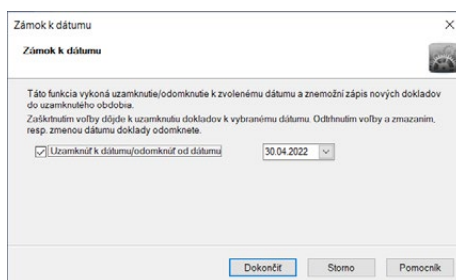 Zámok k dátumu
Zámok k dátumu
Táto funkcia vykoná uzamknutie/odomknutie k zvolenému dátumu a znemožní zápis nových dokladov
do uzamknutého obdobia.
Zaškrtnutím voľby dôjde k uzamknutiu dokladov k vybranému dátumu. Odtrhnutím voľby a zmazaním,
resp. zmenou dátumu doklady odomknete.
Uzamknúť k dátumu/odomknúť od dátumu 30.04.2022
Dokončiť Storno Pomocník